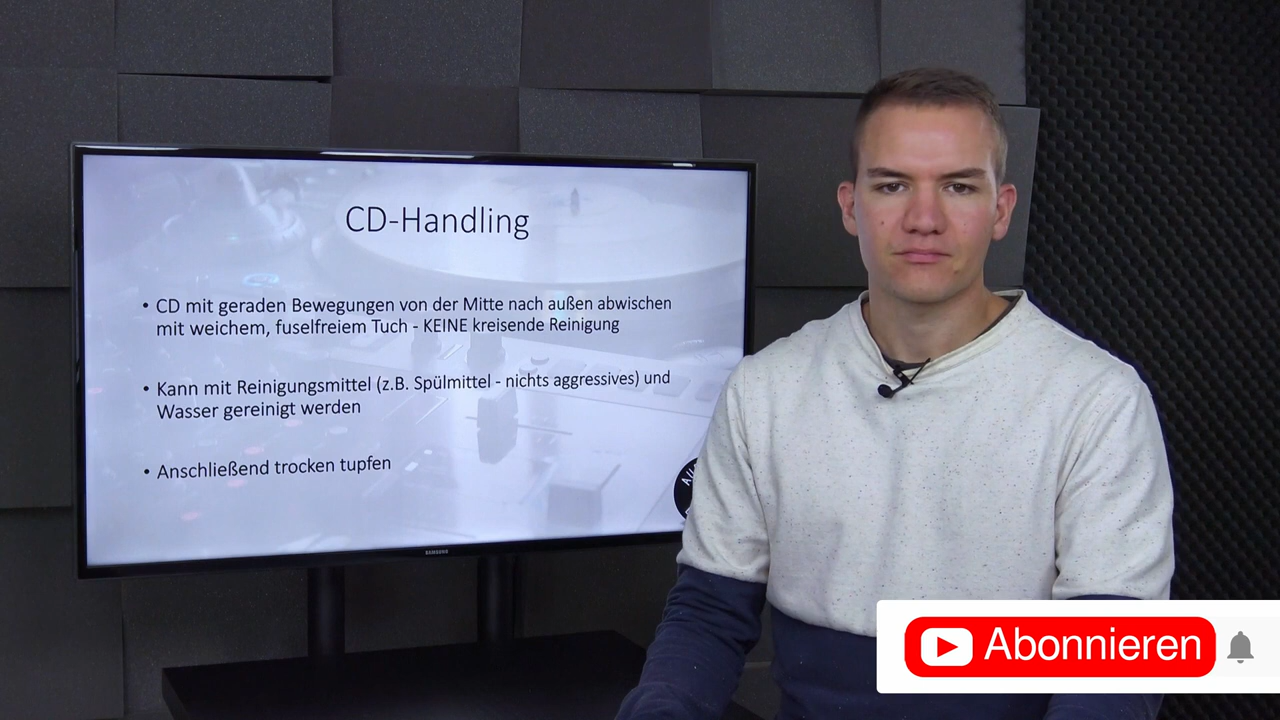 CD-Handling
• CD mit geraden Bewegungen von der Mitte nach außen abwischen
mit weichem, fuselfreiem Tuch - KEINE kreisende Reinigung
• Kann mit Reinigungsmittel (z.B. Spülmittel - nichts aggressives) und
Wasser gereinigt werden
• Anschließend trocken tupfen
SAMSUNG
Abonnieren